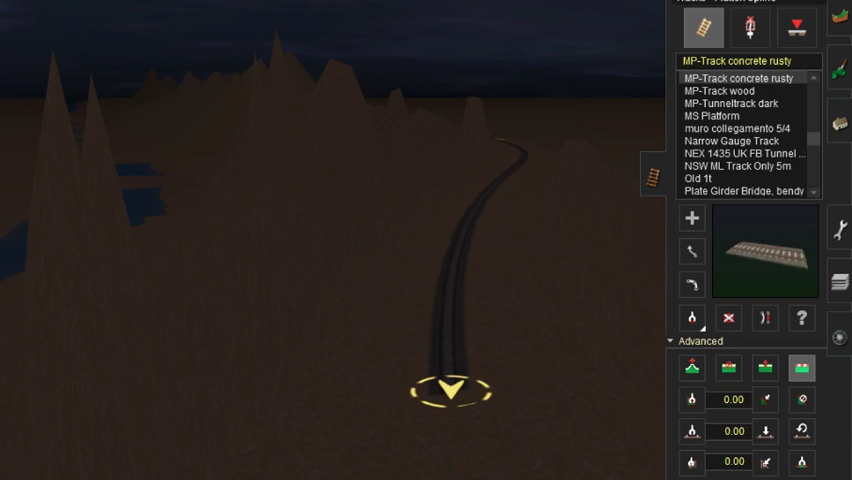 MP-Track concrete rusty
MP-Track concrete rusty
MP-Track wood
MP-Tunneltrack dark
MS Platform
muro collegamento 5/4
Narrow Gauge Track
NEX 1435 UK FB Tunnel ...
NSW ML Track Only 5m
Old 1t
Plate Girder Bridge, bendy
?
Advanced
0.00
0.00
0.00